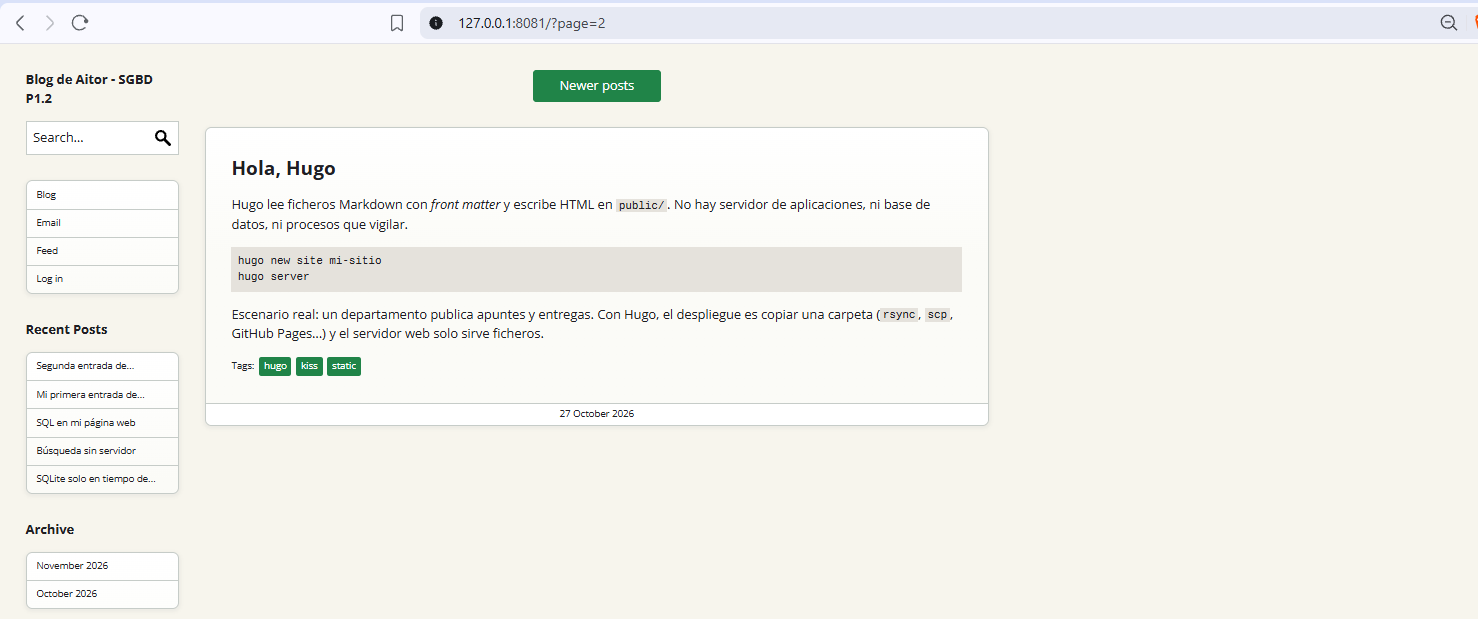 127.0.0.1:8081/?page=2
Blog de Aitor - SGBD
P1.2
Search...
Blog
Email
Feed
Log in
Recent Posts
Segunda entrada de...
Mi primera entrada de...
SQL en mi página web
Búsqueda sin servidor
SQLite solo en tiempo de...
Archive
November 2026
October 2026
Newer posts
Hola, Hugo
Hugo lee ficheros Markdown con front matter y escribe HTML en public/. No hay servidor de aplicaciones, ni base de
datos, ni procesos que vigilar.
hugo new site mi-sitio
hugo server
Escenario real: un departamento publica apuntes y entregas. Con Hugo, el despliegue es copiar una carpeta (rsync, scp,
GitHub Pages...) y el servidor web solo sirve ficheros.
Tags: hugo kiss static
27 October 2026